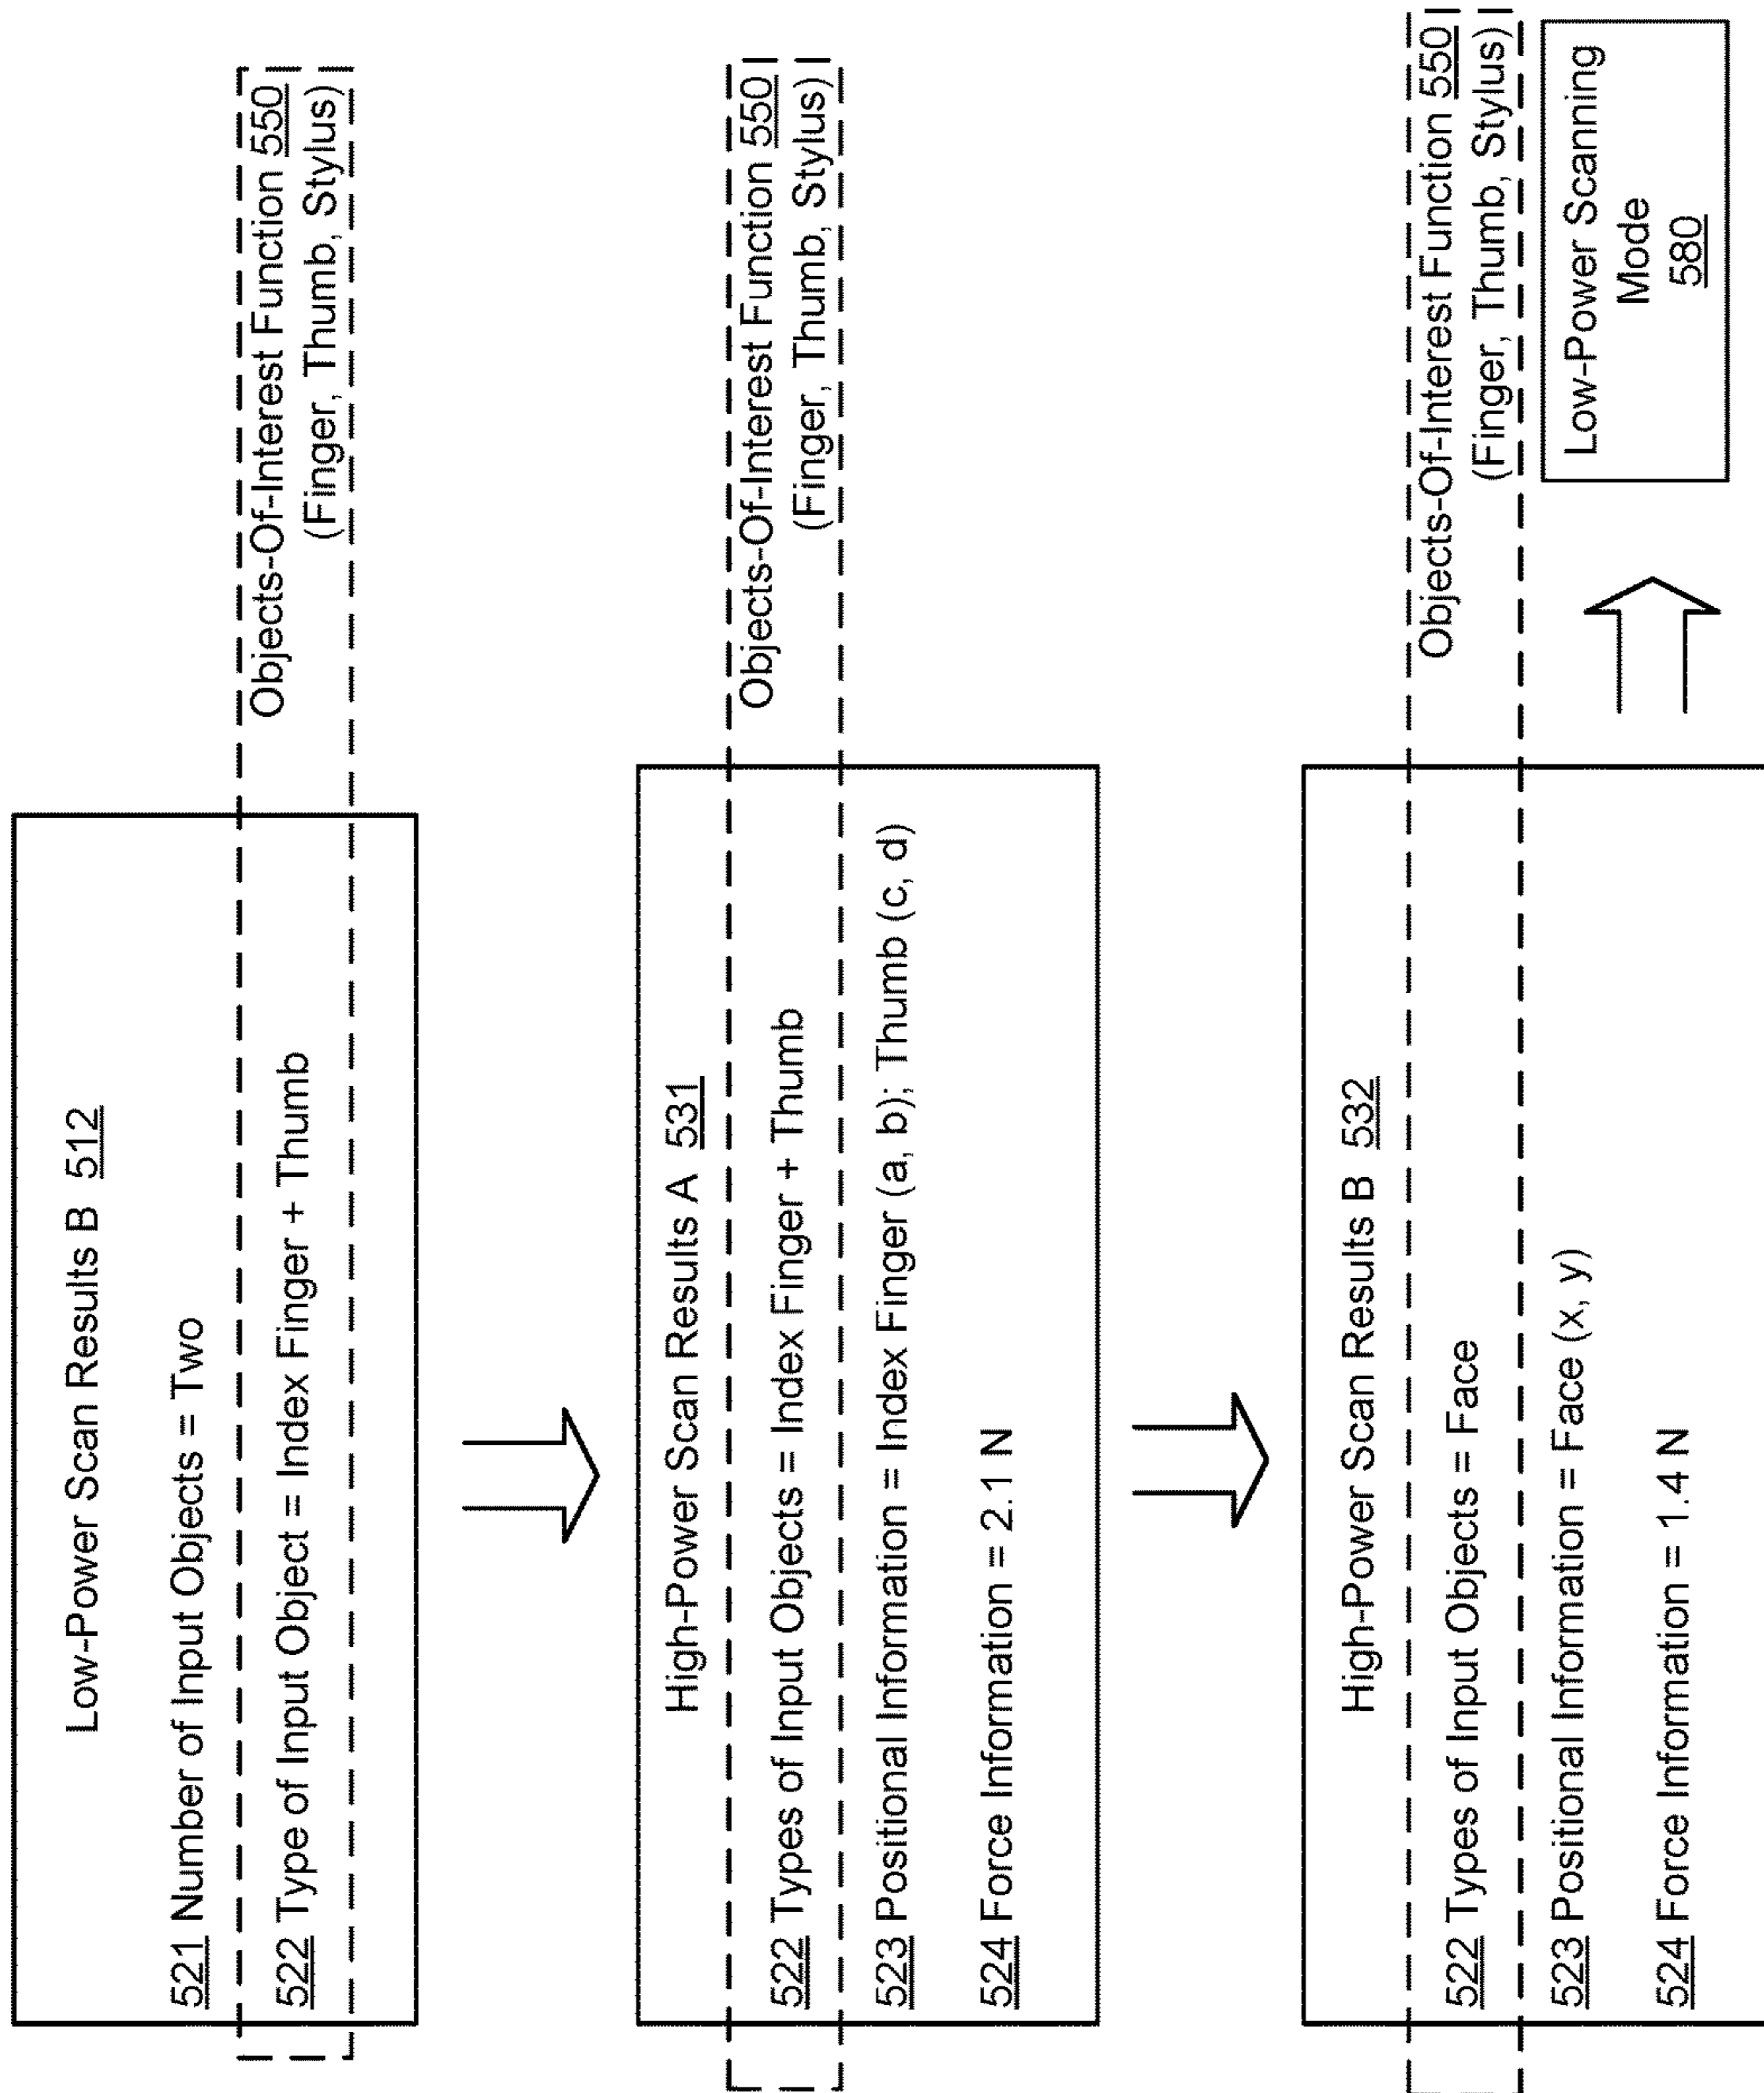 Low-Power Scan Results B 512
521 Number of Input Objects = Two
522 Type of Input Object = Index Finger + Thumb
Objects-Of-Interest Function 550
(Finger, Thumb, Stylus)
High-Power Scan Results A 531
522 Types of Input Objects = Index Finger + Thumb
Objects-Of-Interest Function 550
(Finger, Thumb, Stylus)
523 Positional Information = Index Finger (a, b); Thumb (c, d)
524 Force Information = 2.1 N
High-Power Scan Results B 532
522 Types of Input Objects = Face
Objects-Of-Interest Function 550
(Finger, Thumb, Stylus)
523 Positional Information = Face (x, y)
524 Force Information = 1.4 N
Low-Power Scanning
Mode
580